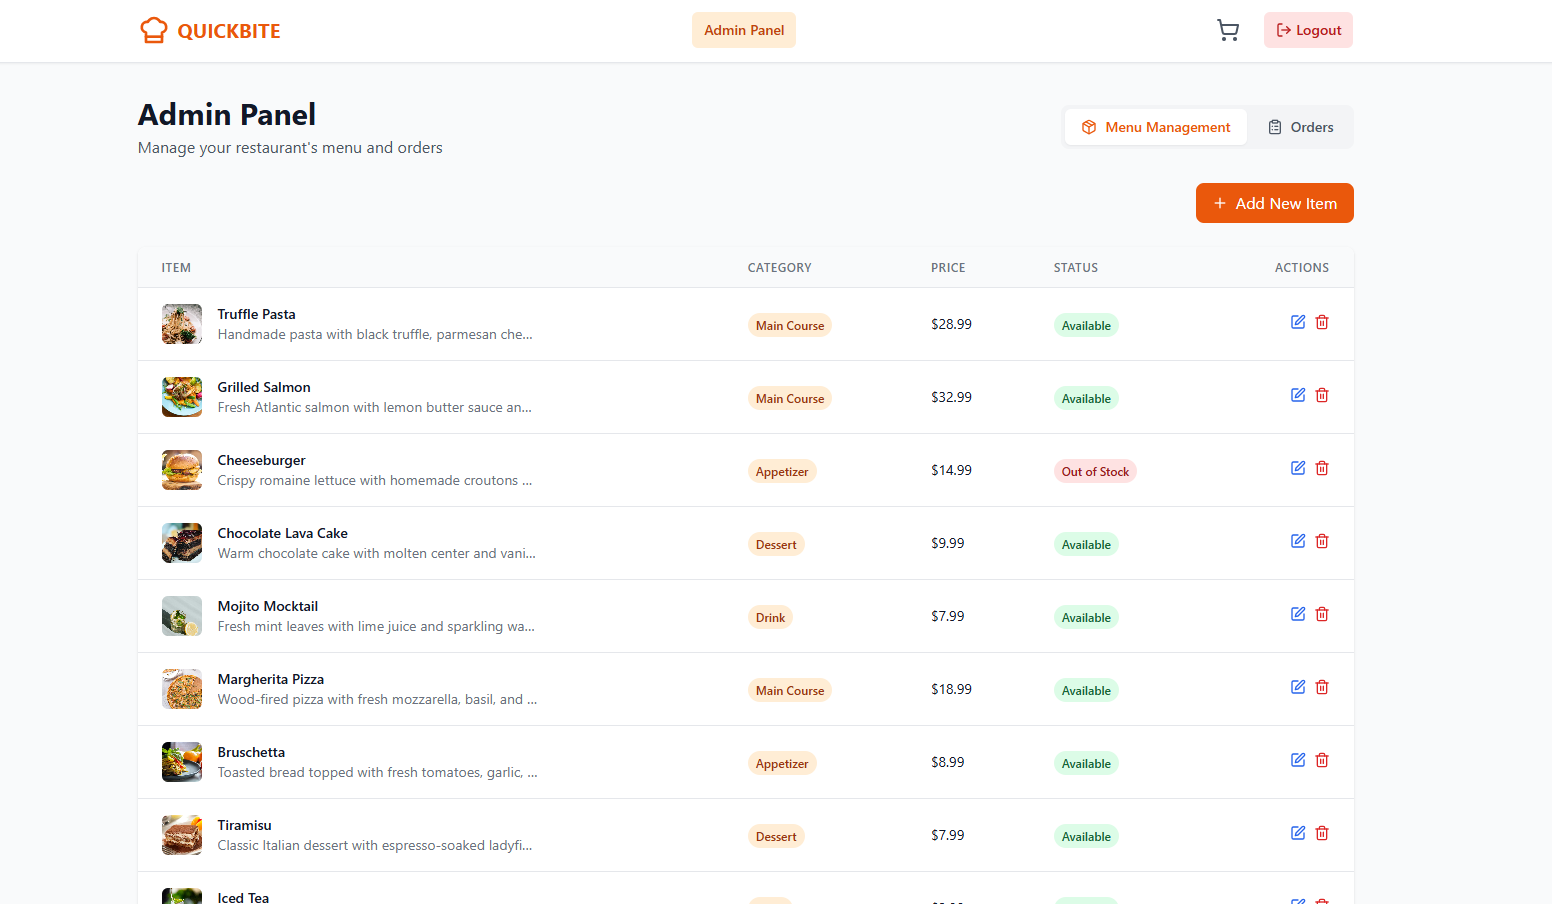 QUICKBITE
Admin Panel
Logout
Admin Panel
Manage your restaurant's menu and orders
Menu Management
Orders
Add New Item
ITEM CATEGORY PRICE STATUS ACTIONS
Truffle Pasta
Handmade pasta with black truffle, parmesan che...
Main Course
$28.99
Available
Grilled Salmon
Fresh Atlantic salmon with lemon butter sauce an...
Main Course
$32.99
Available
Cheeseburger
Crispy romaine lettuce with homemade croutons ...
Appetizer
$14.99
Out of Stock
Chocolate Lava Cake
Warm chocolate cake with molten center and vani...
Dessert
$9.99
Available
Mojito Mocktail
Fresh mint leaves with lime juice and sparkling wa...
Drink
$7.99
Available
Margherita Pizza
Wood-fired pizza with fresh mozzarella, basil, and ...
Main Course
$18.99
Available
Bruschetta
Toasted bread topped with fresh tomatoes, garlic, ...
Appetizer
$8.99
Available
Tiramisu
Classic Italian dessert with espresso-soaked ladyfi...
Dessert
$7.99
Available
Iced Tea